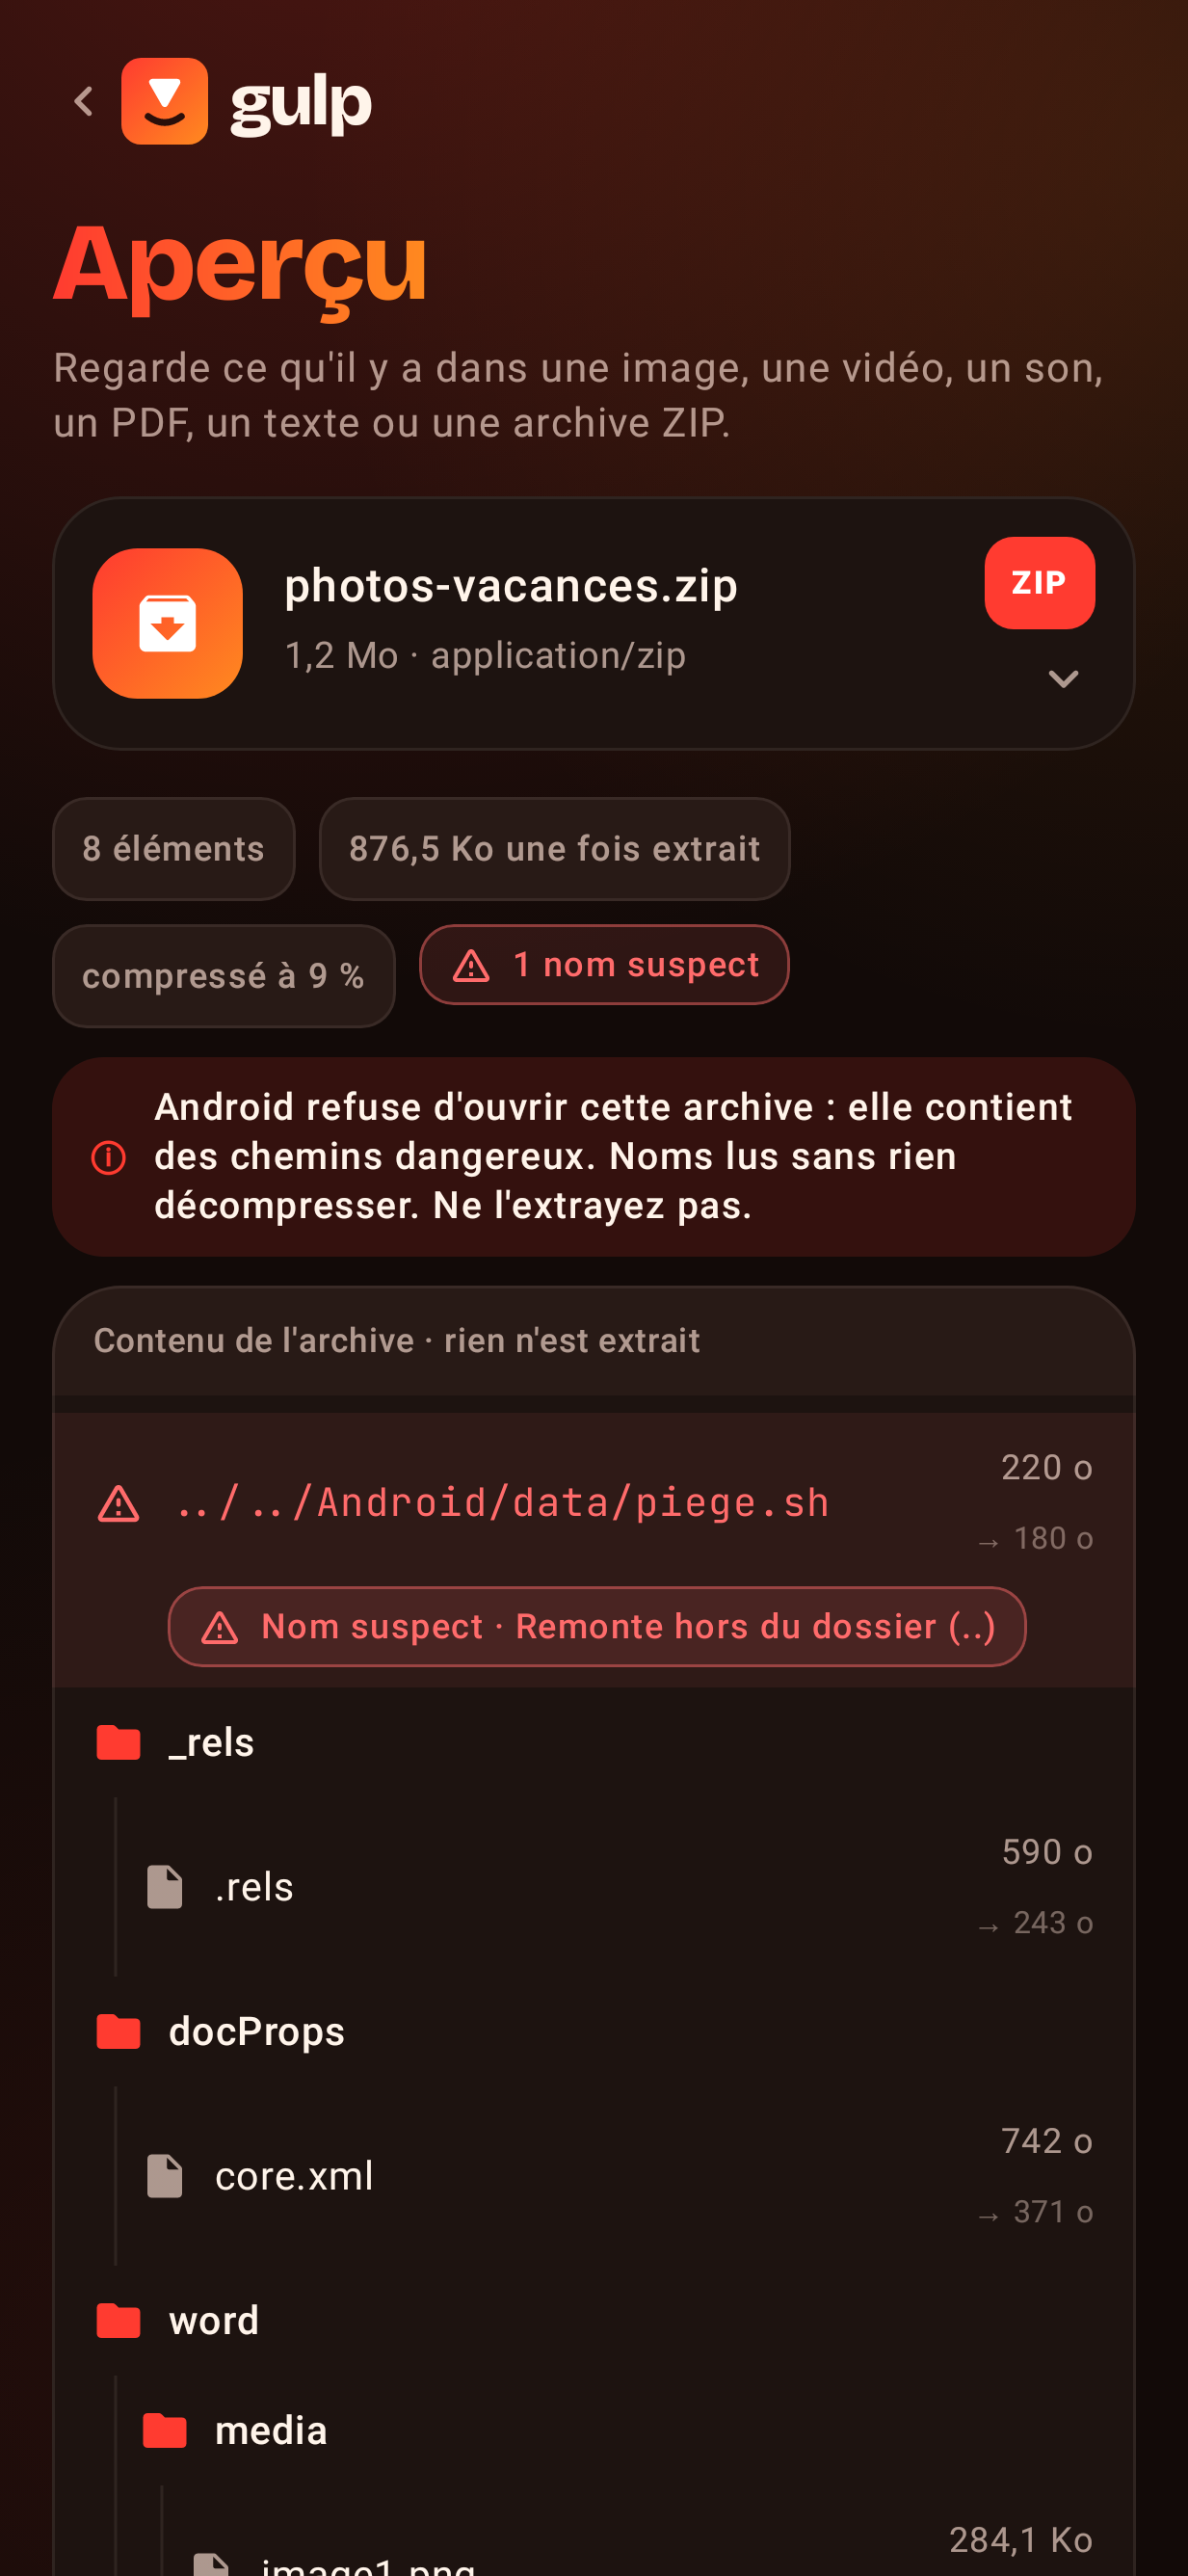 gulp
Aperçu
Regarde ce qu'il y a dans une image, une vidéo, un son,
un PDF, un texte ou une archive ZIP.
photos-vacances.zip
ZIP
1,2 Mo · application/zip
8 éléments
876,5 Ko une fois extrait
compressé à 9 %
1 nom suspect
Android refuse d'ouvrir cette archive : elle contient
des chemins dangereux. Noms lus sans rien
décompresser. Ne l'extrayez pas.
Contenu de l'archive · rien n'est extrait
../../Android/data/piege.sh
220 o
→ 180 o
Nom suspect · Remonte hors du dossier (..)
_rels
.rels
590 o
→ 243 o
docProps
core.xml
742 o
→ 371 o
word
media
284,1 Ko
image1.png